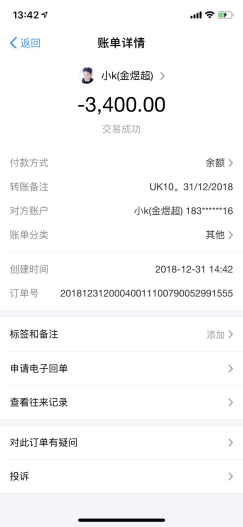 13:42
返回
账单详情
小k(金煜超)
-3,400.00
交易成功
付款方式 余额
转账备注 UK10。31/12/2018
对方账户 小k(金煜超) 183******16
账单分类 其他
创建时间 2018-12-31 14:42
订单号 20181231200040011100790052991555
标签和备注 添加
申请电子回单
查看往来记录
对此订单有疑问
投诉